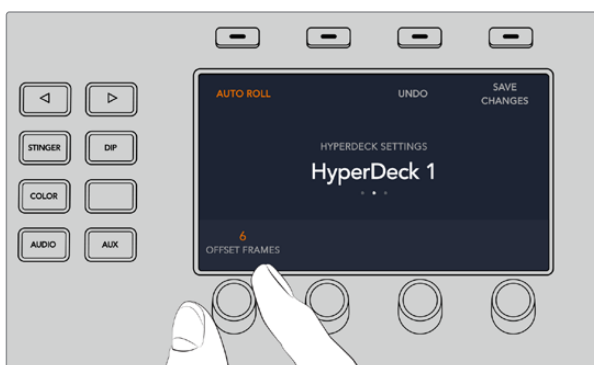 AUTO ROLL
UNDO
SAVE
CHANGES
HYPERDECK SETTINGS
HyperDeck 1
6
OFFSET FRAMES
STINGER
DIP
COLOR
AUDIO
AUX